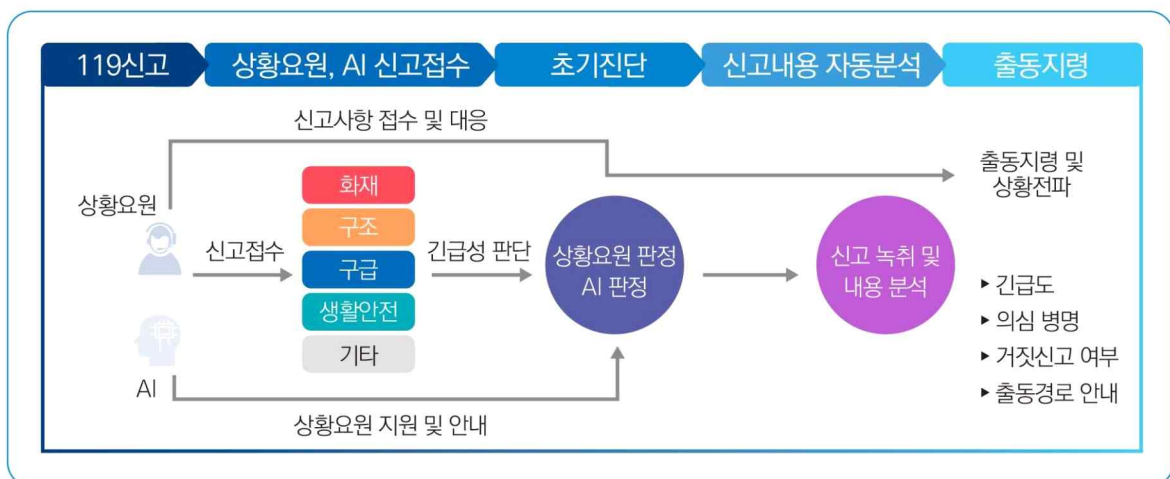 119신고
상황요원, AI 신고접수
초기진단
신고내용 자동분석
출동지령
신고사항 접수 및 대응
상황요원
신고접수
화재
구조
구급
생활안전
기타
긴급성 판단
상황요원 판정
AI 판정
신고 녹취 및
내용 분석
출동지령 및
상황전파
▸ 긴급도
▸ 의심 병명
▸ 거짓신고 여부
▸ 출동경로 안내
AI
상황요원 지원 및 안내